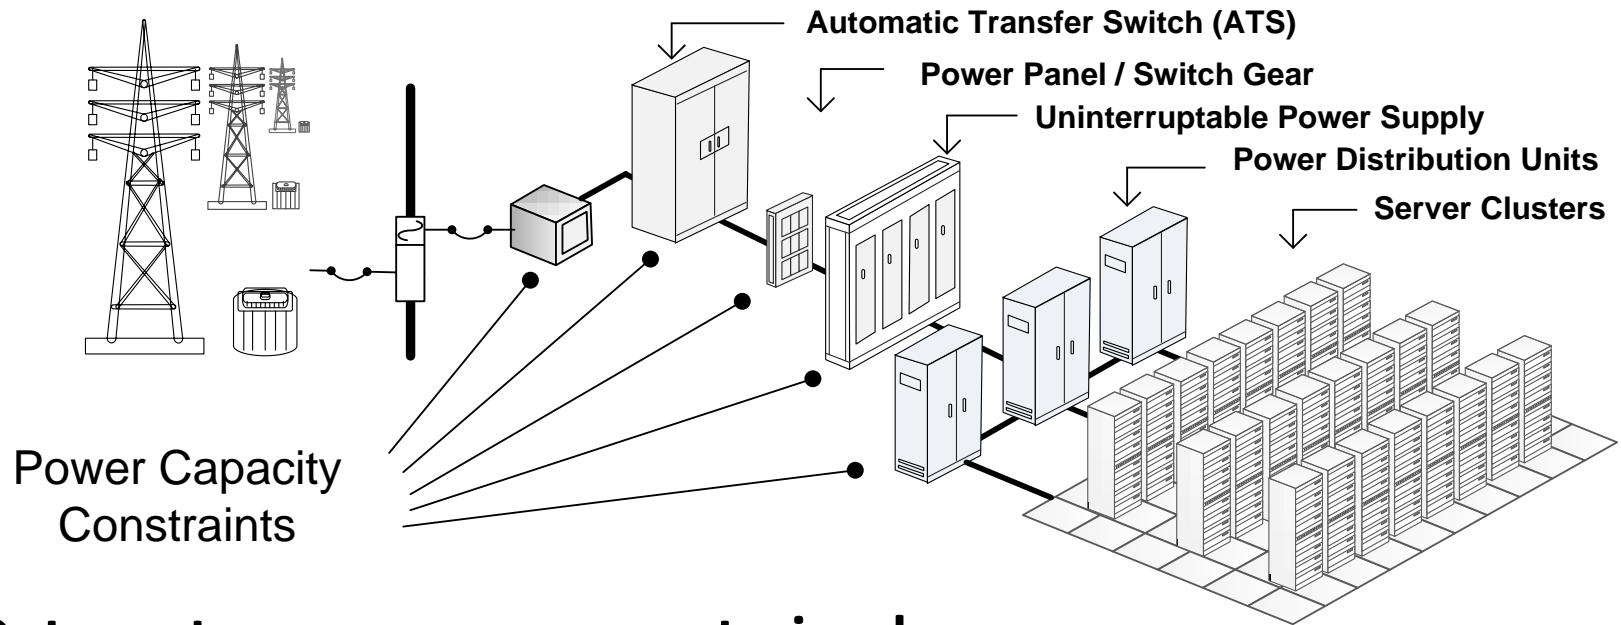 Automatic Transfer Switch (ATS)
Power Panel / Switch Gear
Uninterruptable Power Supply
Power Distribution Units
Server Clusters
Power Capacity
Constraints